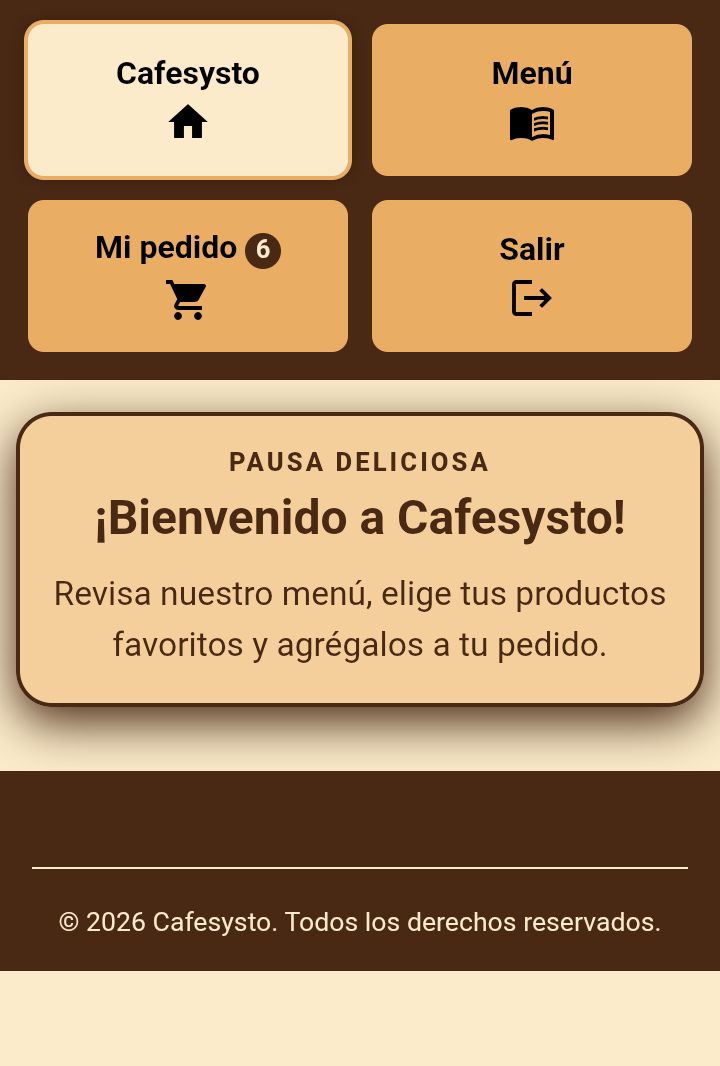 Cafesysto
Menú
Mi pedido 6
Salir
PAUSA DELICIOSA
¡Bienvenido a Cafesysto!
Revisa nuestro menú, elige tus productos
favoritos y agrégalos a tu pedido.
© 2026 Cafesysto. Todos los derechos reservados.